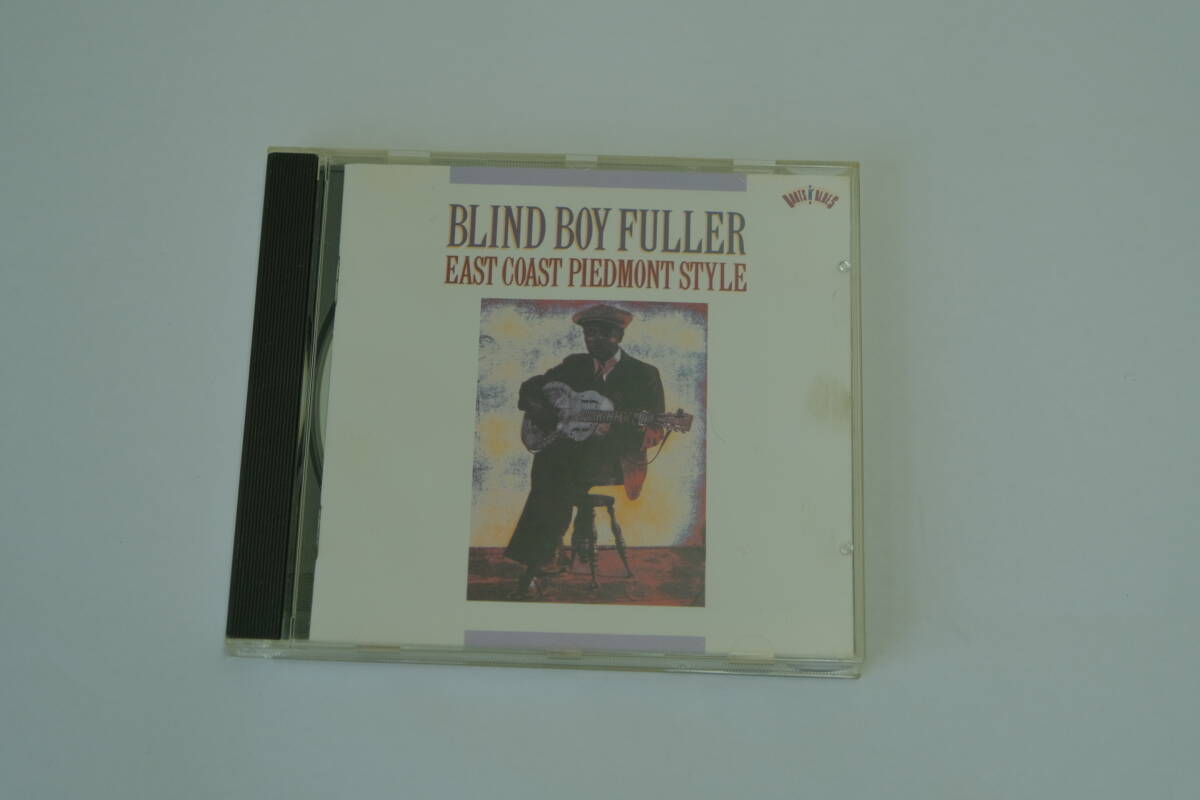 ROOTS N' BLUES
BLIND BOY FULLER
EAST COAST PIEDMONT STYLE